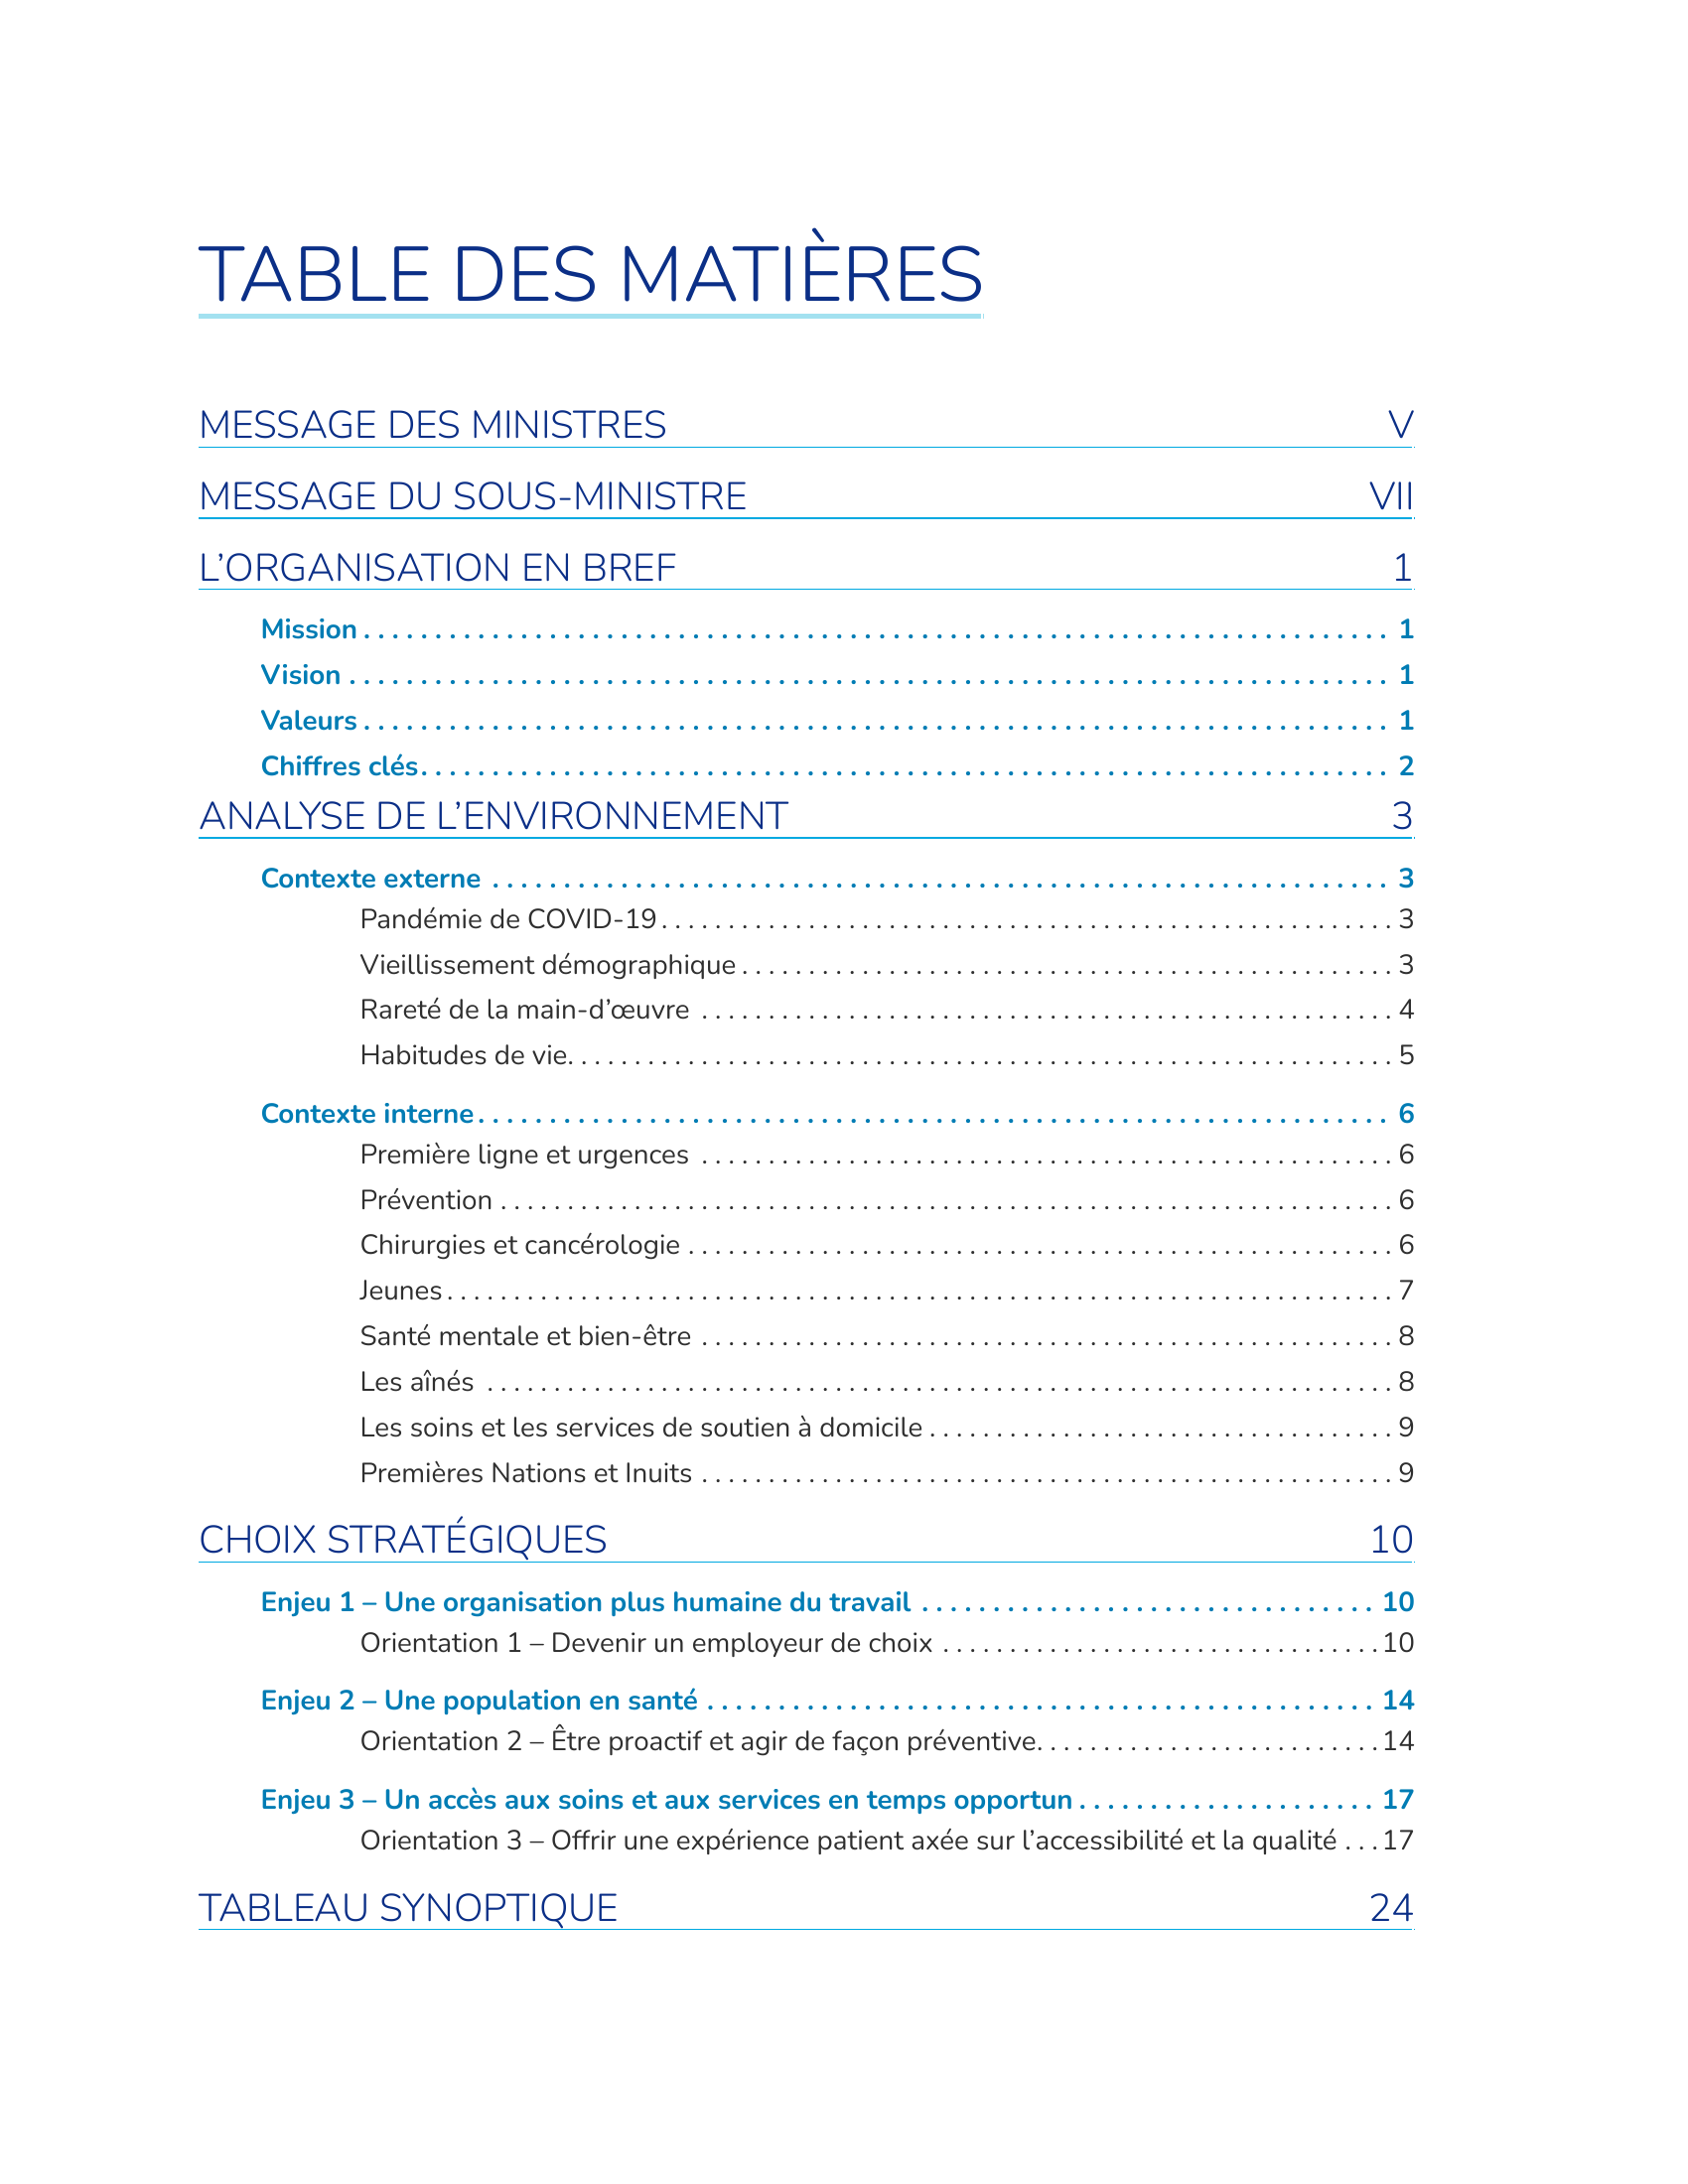 TABLE DES MATIÈRES
MESSAGE DES MINISTRES V
MESSAGE DU SOUS-MINISTRE VII
L’ORGANISATION EN BREF 1
Mission . . . . . . . . . . . . . . . . . . . . 1
Vision . . . . . . . . . . . . . . . . . . . . 1
Valeurs . . . . . . . . . . . . . . . . . . . . 1
Chiffres clés . . . . . . . . . . . . . . . . . . . . 2
ANALYSE DE L’ENVIRONNEMENT 3
Contexte externe . . . . . . . . . . . . . . . . . . . . 3
Pandémie de COVID-19 . . . . . . . . . . . . . . . . . . . . 3
Vieillissement démographique . . . . . . . . . . . . . . . . . . . . 3
Rareté de la main-d’œuvre . . . . . . . . . . . . . . . . . . . . 4
Habitudes de vie . . . . . . . . . . . . . . . . . . . . 5
Contexte interne . . . . . . . . . . . . . . . . . . . . 6
Première ligne et urgences . . . . . . . . . . . . . . . . . . . . 6
Prévention . . . . . . . . . . . . . . . . . . . . 6
Chirurgies et cancérologie . . . . . . . . . . . . . . . . . . . . 6
Jeunes . . . . . . . . . . . . . . . . . . . . 7
Santé mentale et bien-être . . . . . . . . . . . . . . . . . . . . 8
Les aînés . . . . . . . . . . . . . . . . . . . . 8
Les soins et les services de soutien à domicile . . . . . . . . . . . . . . . . . . . . 9
Premières Nations et Inuits . . . . . . . . . . . . . . . . . . . . 9
CHOIX STRATÉGIQUES 10
Enjeu 1 – Une organisation plus humaine du travail . . . . . . . . . . . . . . . . . . . . 10
Orientation 1 – Devenir un employeur de choix . . . . . . . . . . . . . . . . . . . . 10
Enjeu 2 – Une population en santé . . . . . . . . . . . . . . . . . . . . 14
Orientation 2 – Être proactif et agir de façon préventive . . . . . . . . . . . . . . . . . . . . 14
Enjeu 3 – Un accès aux soins et aux services en temps opportun . . . . . . . . . . . . . . . . . . . . 17
Orientation 3 – Offrir une expérience patient axée sur l’accessibilité et la qualité . . . 17
TABLEAU SYNOPTIQUE 24